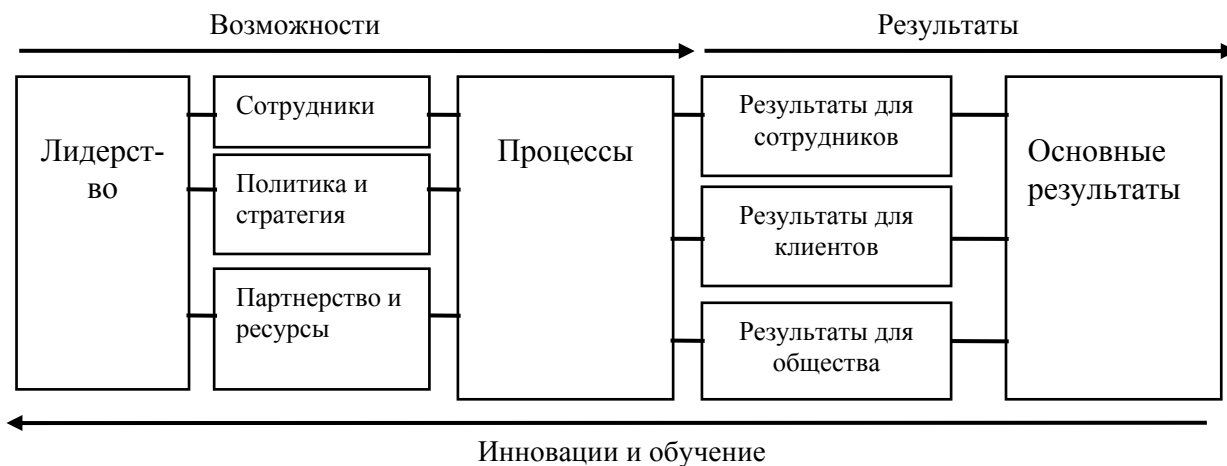 Возможности
Результаты
Лидерст-
во
Сотрудники
Политика и
стратегия
Партнерство и
ресурсы
Процессы
Результаты для
сотрудников
Результаты для
клиентов
Результаты для
общества
Основные
результаты
Инновации и обучение